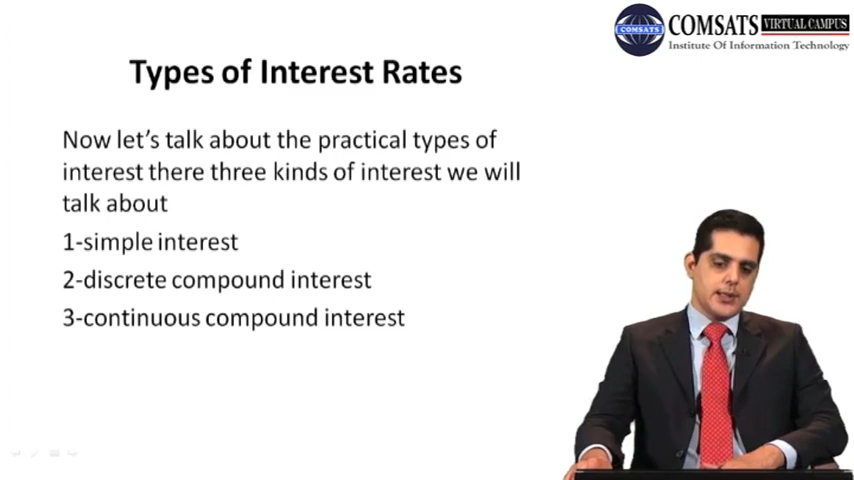 COMSATS VIRTUAL CAMPUS
COMSATS
Institute Of Information Technology
Types of Interest Rates
Now let's talk about the practical types of
interest there three kinds of interest we will
talk about
1-simple interest
2-discrete compound interest
3-continuous compound interest